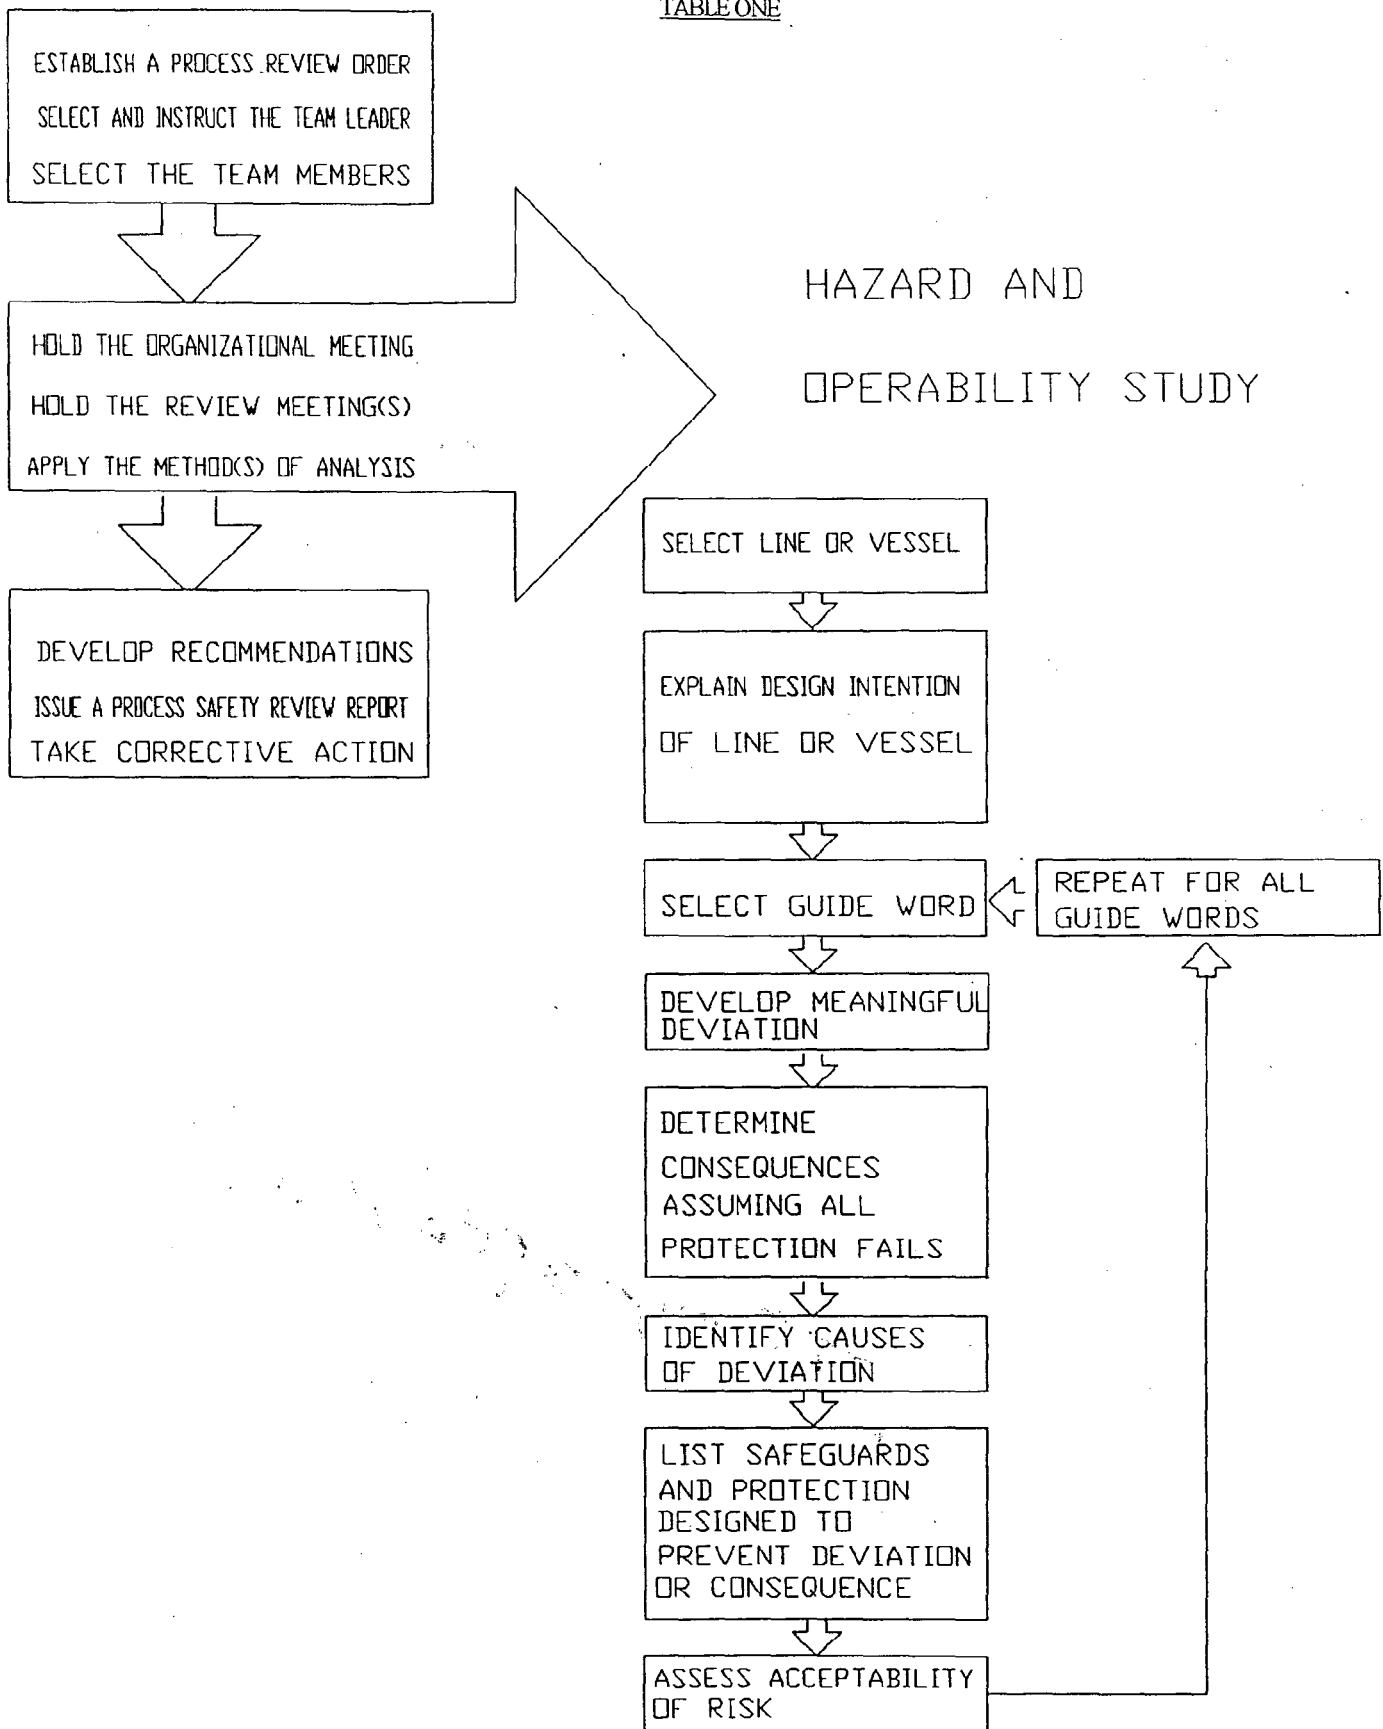 TABLE ONE
ESTABLISH A PROCESS REVIEW ORDER
SELECT AND INSTRUCT THE TEAM LEADER
SELECT THE TEAM MEMBERS
HOLD THE ORGANIZATIONAL MEETING
HOLD THE REVIEW MEETING(S)
APPLY THE METHOD(S) OF ANALYSIS
DEVELOP RECOMMENDATIONS
ISSUE A PROCESS SAFETY REVIEW REPORT
TAKE CORRECTIVE ACTION
HAZARD AND
OPERABILITY STUDY
SELECT LINE OR VESSEL
EXPLAIN DESIGN INTENTION
OF LINE OR VESSEL
SELECT GUIDE WORD
REPEAT FOR ALL
GUIDE WORDS
DEVELOP MEANINGFUL
DEVIATION
DETERMINE
CONSEQUENCES
ASSUMING ALL
PROTECTION FAILS
IDENTIFY CAUSES
OF DEVIATION
LIST SAFEGUARDS
AND PROTECTION
DESIGNED TO
PREVENT DEVIATION
OR CONSEQUENCE
ASSESS ACCEPTABILITY
OF RISK